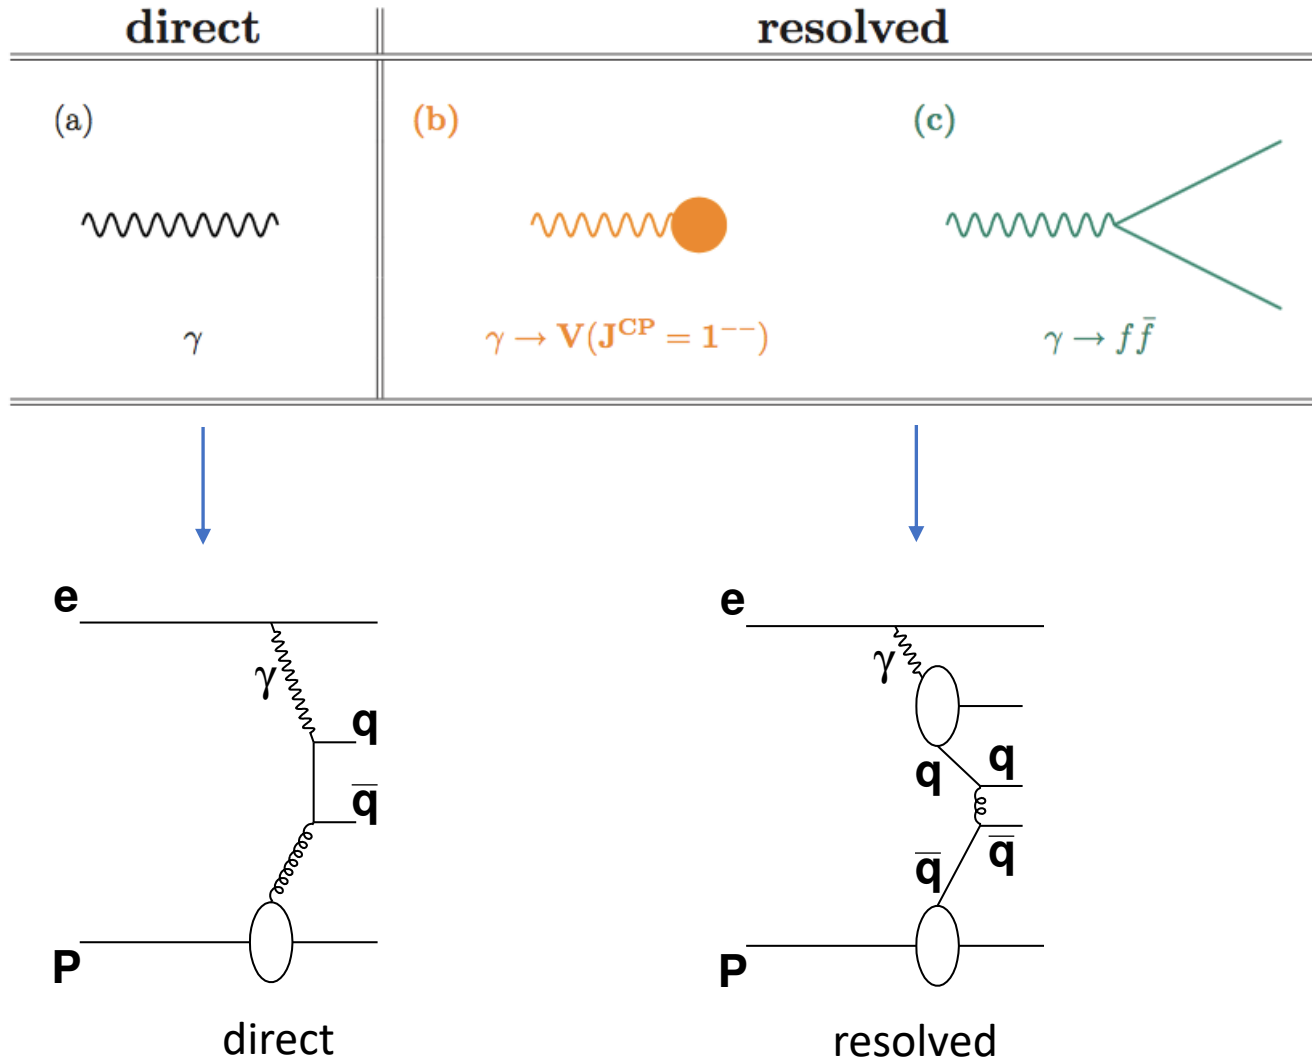 direct resolved
(a) (b) (c)
γ γ → V(J^CP = 1^−−) γ → f f̄
e e
γ γ
q q q
q̄ q̄ q̄
P P
direct resolved